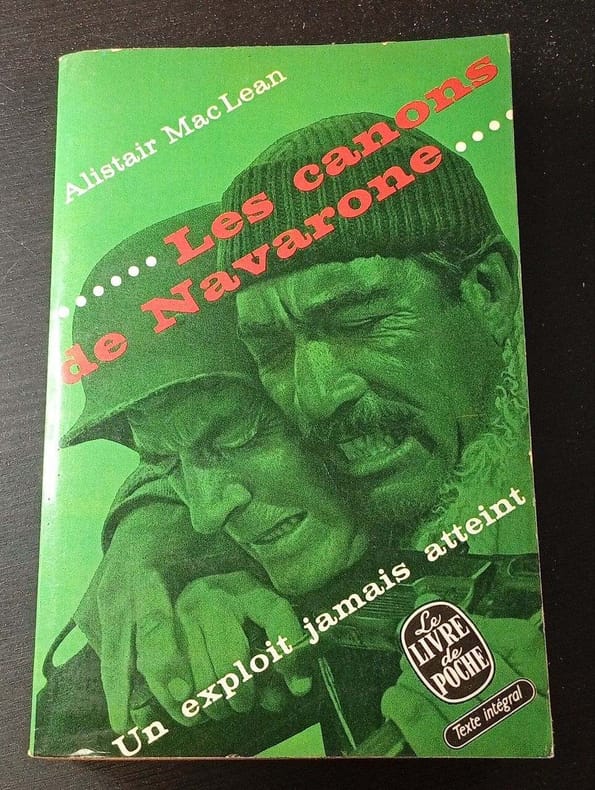 Alistair MacLean
......Les canons
de Navarone....
Un exploit jamais atteint
Le
LIVRE
de
POCHE
Texte intégral